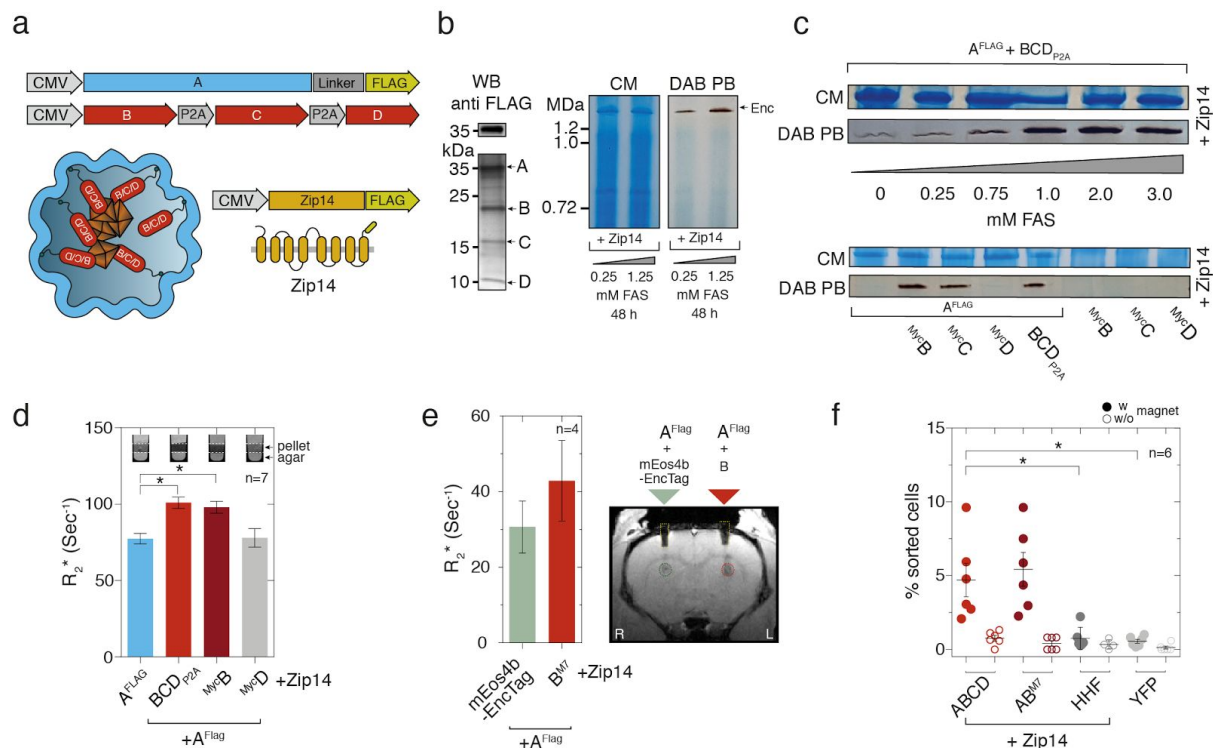 a
CMV A Linker FLAG
CMV B P2A C P2A D
B/C/D B/C/D B/C/D B/C/D B/C/D B/C/D
CMV Zip14 FLAG
Zip14
b
WB
anti FLAG
35
kDa
35 A
25 B
15 C
10 D
CM DAB PB
MDa
Enc
1.2
1.0
0.72
+ Zip14 + Zip14
0.25 1.25 0.25 1.25
mM FAS mM FAS
48 h 48 h
c
A^FLAG + BCD_P2A
CM
DAB PB
+ Zip14
0 0.25 0.75 1.0 2.0 3.0
mM FAS
CM
DAB PB
+ Zip14
A^FLAG
MycB MycC MycD BCD_P2A MycB MycC MycD
d
150
100
50
0
R2* (Sec-1)
pellet
agar
* *
n=7
A^FLAG BCD_P2A MycB MycD +Zip14
+A^Flag
e
60
40
20
0
R2* (Sec-1)
n=4
mEos4b
-EncTag
B^M7 +Zip14
+A^Flag
A^Flag A^Flag
+ +
mEos4b B
-EncTag
R L
f
w magnet
w/o
n=6
* *
10
5
0
% sorted cells
ABCD AB^M7 HHF YFP
+ Zip14